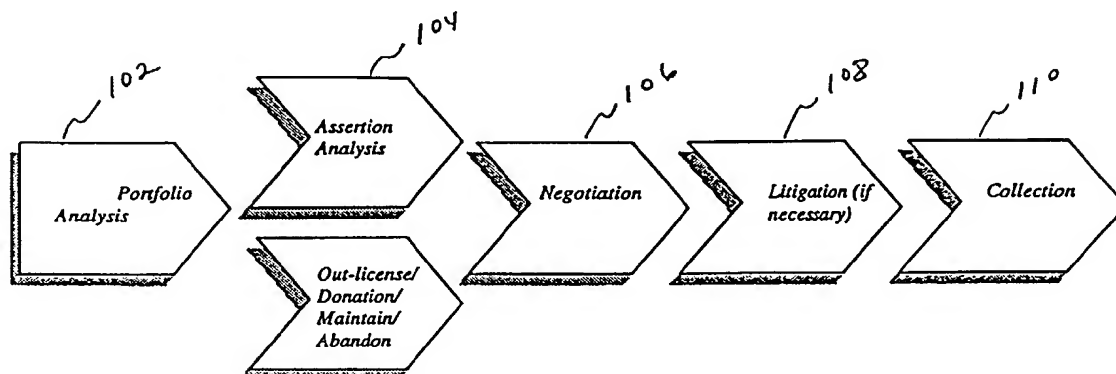 102
104
106
108
110
Portfolio
Analysis
Assertion
Analysis
Out-license/
Donation/
Maintain/
Abandon
Negotiation
Litigation (if
necessary)
Collection